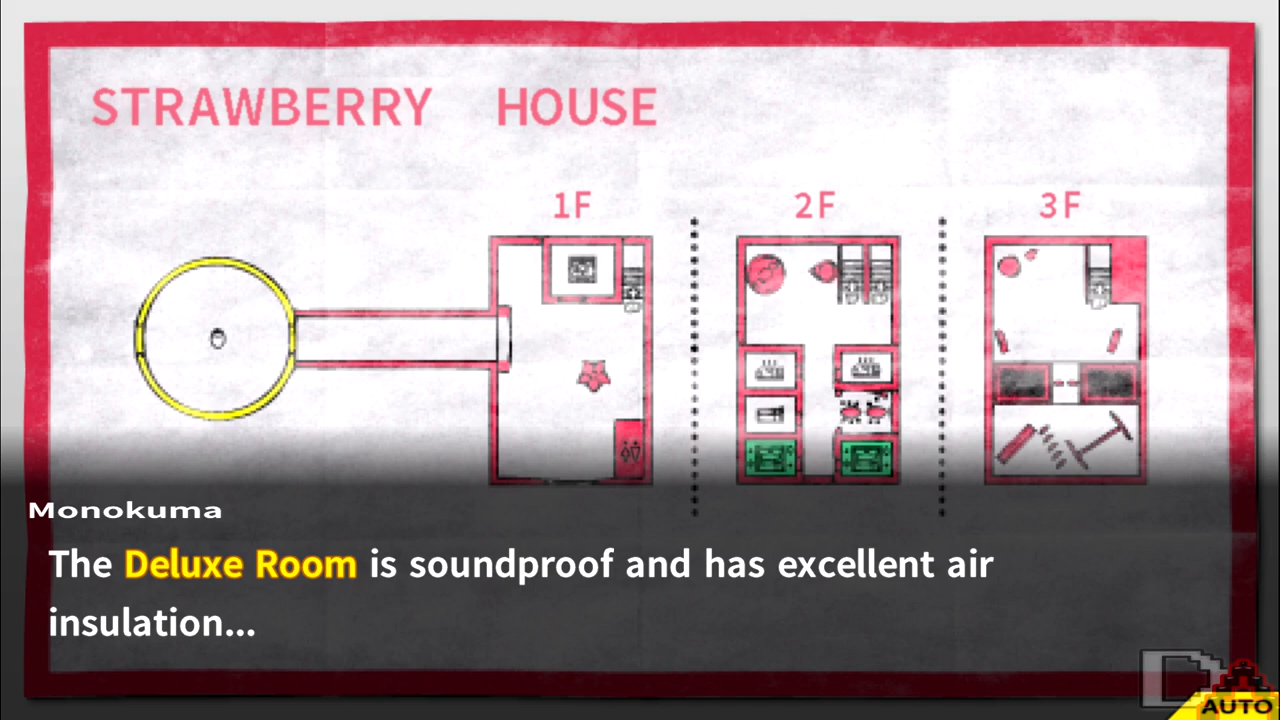 STRAWBERRY HOUSE
1F 2F 3F
Monokuma
The Deluxe Room is soundproof and has excellent air
insulation...
AUTO